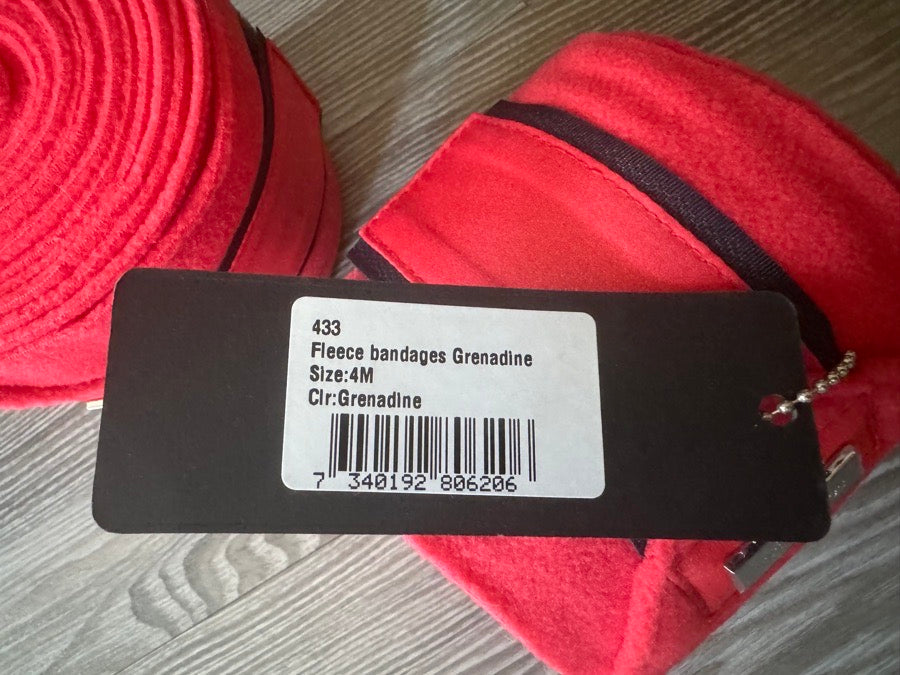 433
Fleece bandages Grenadine
Size:4M
Clr:Grenadine
7 340192 806206